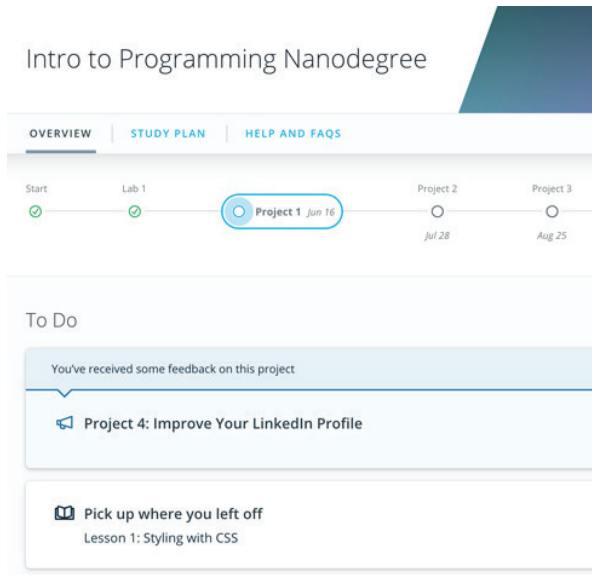 Intro to Programming Nanodegree
OVERVIEW STUDY PLAN HELP AND FAQS
Start Lab 1 Project 2 Project 3
Project 1 Jun 16
Jul 28 Aug 25
To Do
You've received some feedback on this project
Project 4: Improve Your LinkedIn Profile
Pick up where you left off
Lesson 1: Styling with CSS